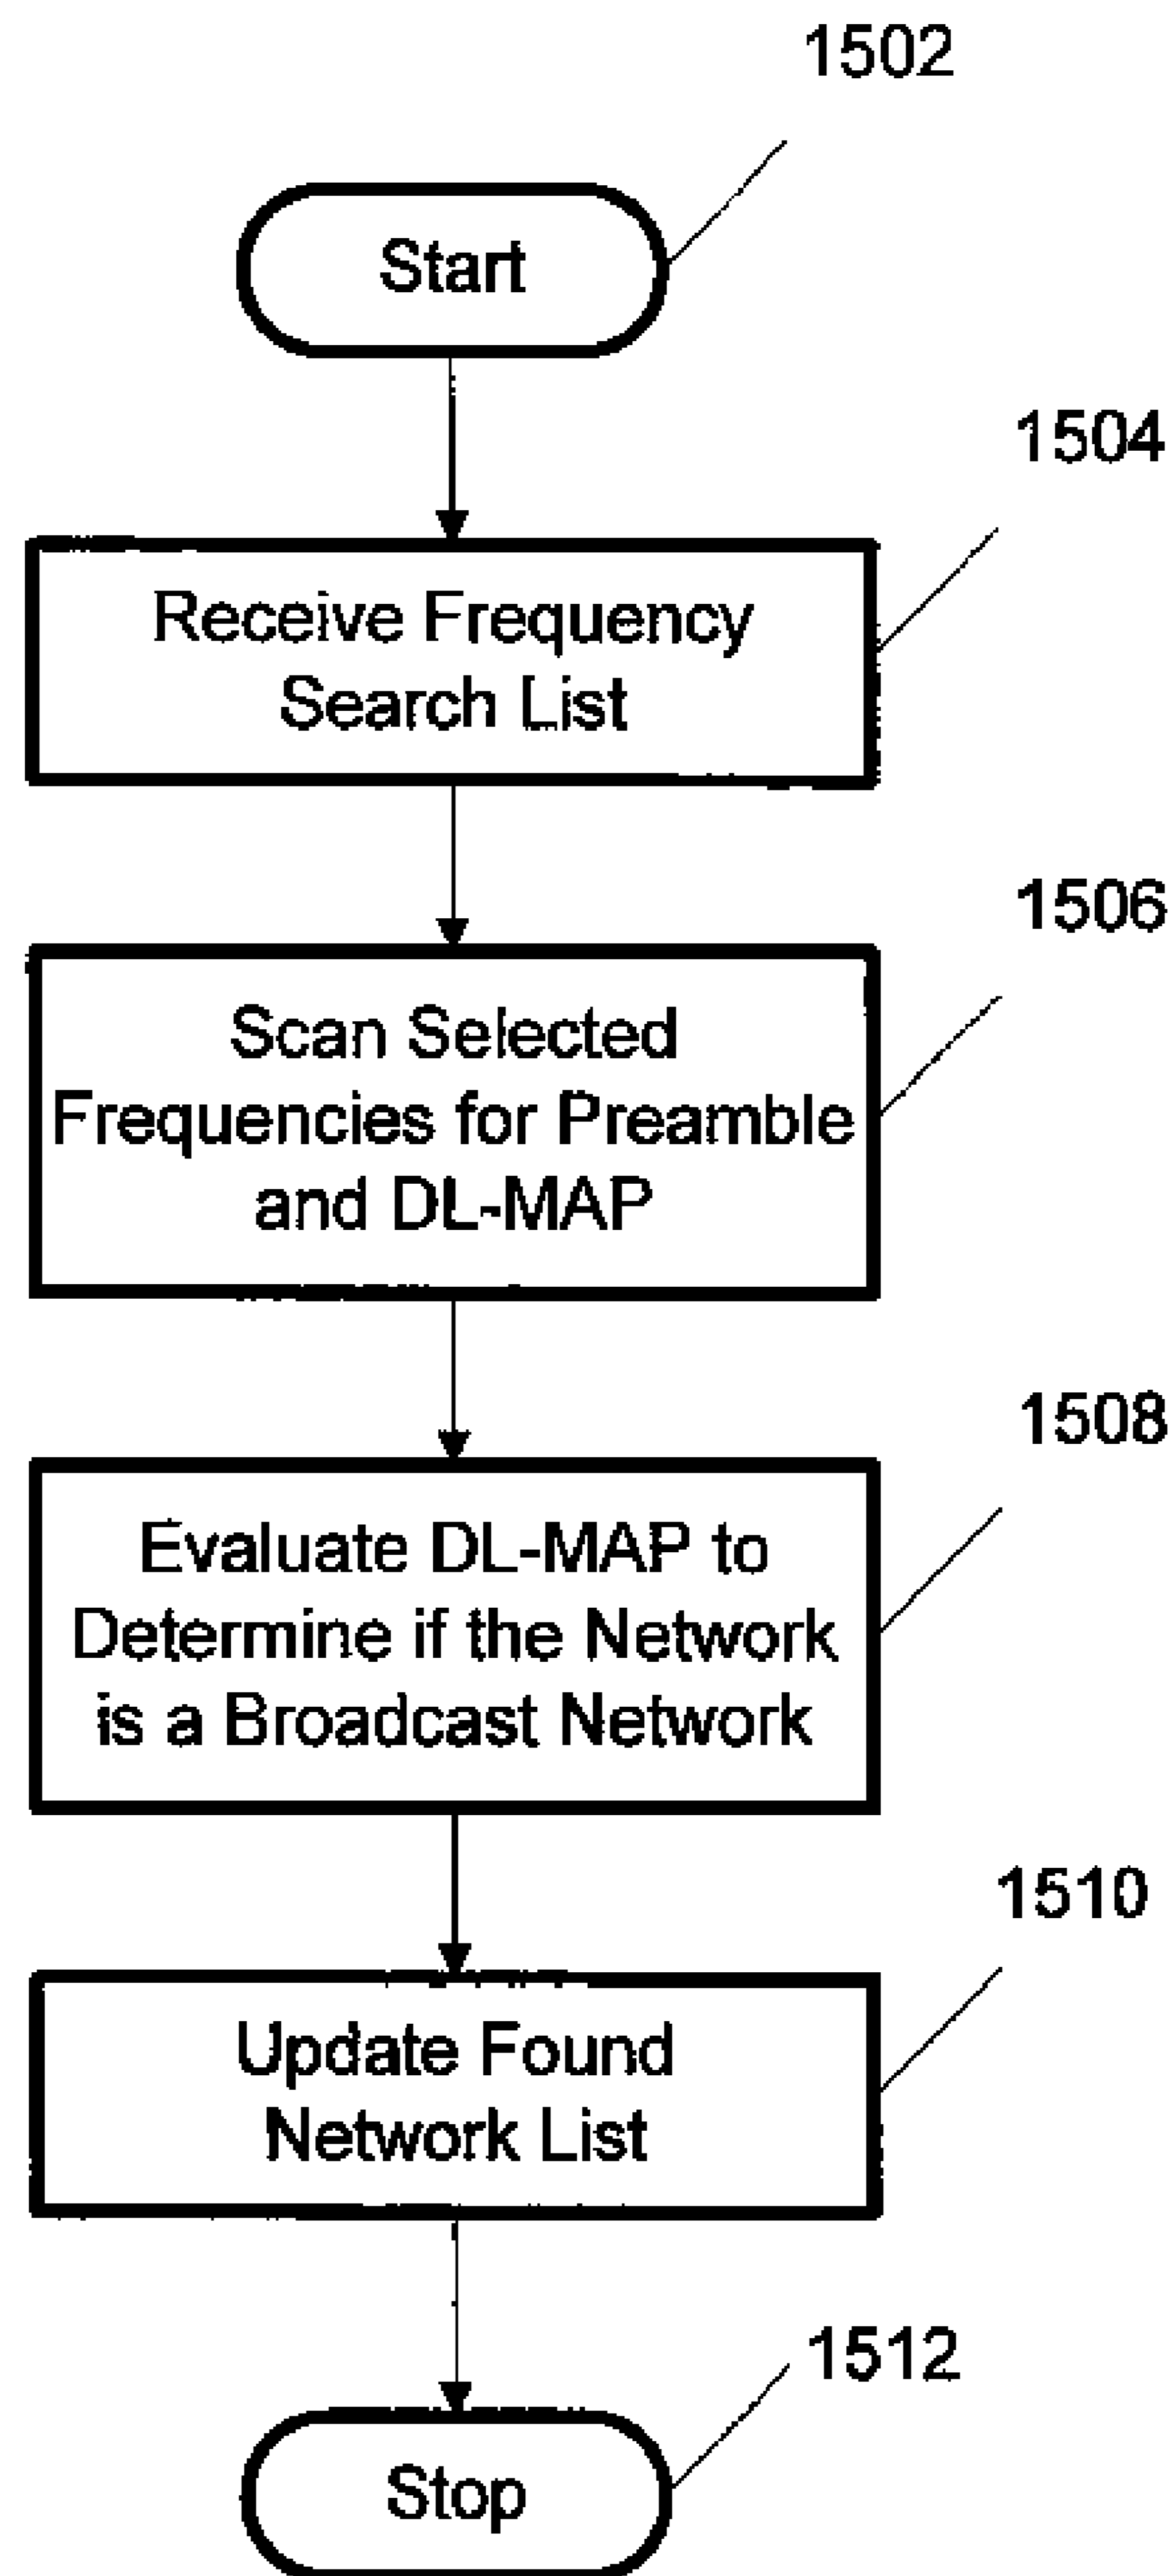 1502
Start
1504
Receive Frequency
Search List
1506
Scan Selected
Frequencies for Preamble
and DL-MAP
1508
Evaluate DL-MAP to
Determine if the Network
is a Broadcast Network
1510
Update Found
Network List
1512
Stop